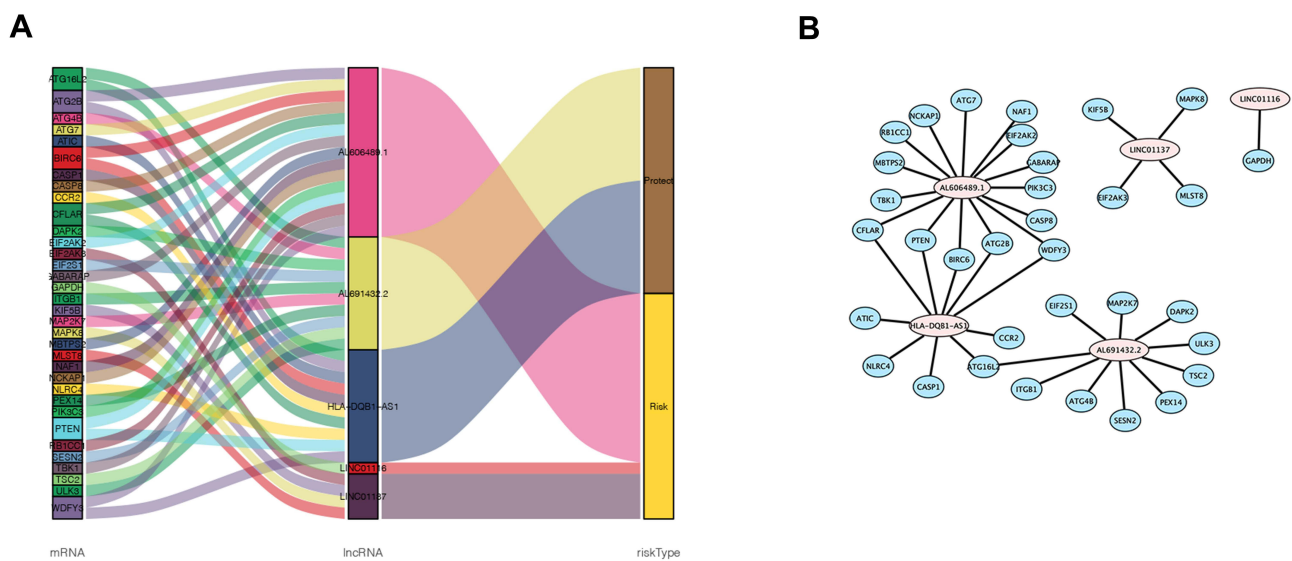 A
B
ATG16L2
ATG2B
ATG4B
ATG7
ATIC
BIRC6
CASP1
CASP8
CCR2
CFLAR
DAPK2
EIF2AK2
EIF2AK3
EIF2S1
GABARAP
GAPDH
ITGB1
KIF5B
MAP2K7
MAPK8
MBTPS2
MLST8
NAF1
NCKAP1
NLRC4
PEX14
PIK3C3
PTEN
RB1CC1
SESN2
TBK1
TSC2
ULK3
WDFY3
AL606489.1
AL691432.2
HLA-DQB1-AS1
LINC01116
LINC01137
Protect
Risk
mRNA
lncRNA
riskType
ATG7
NCKAP1
NAF1
RB1CC1
EIF2AK2
MBTPS2
GABARAP
AL606489.1
PIK3C3
TBK1
CASP8
CFLAR
PTEN
ATG2B
WDFY3
BIRC6
KIF5B
MAPK8
LINC01137
EIF2AK3
MLST8
LINC01116
GAPDH
ATIC
HLA-DQB1-AS1
CCR2
NLRC4
CASP1
ATG16L2
EIF2S1
MAP2K7
DAPK2
AL691432.2
ULK3
TSC2
ITGB1
ATG4B
PEX14
SESN2